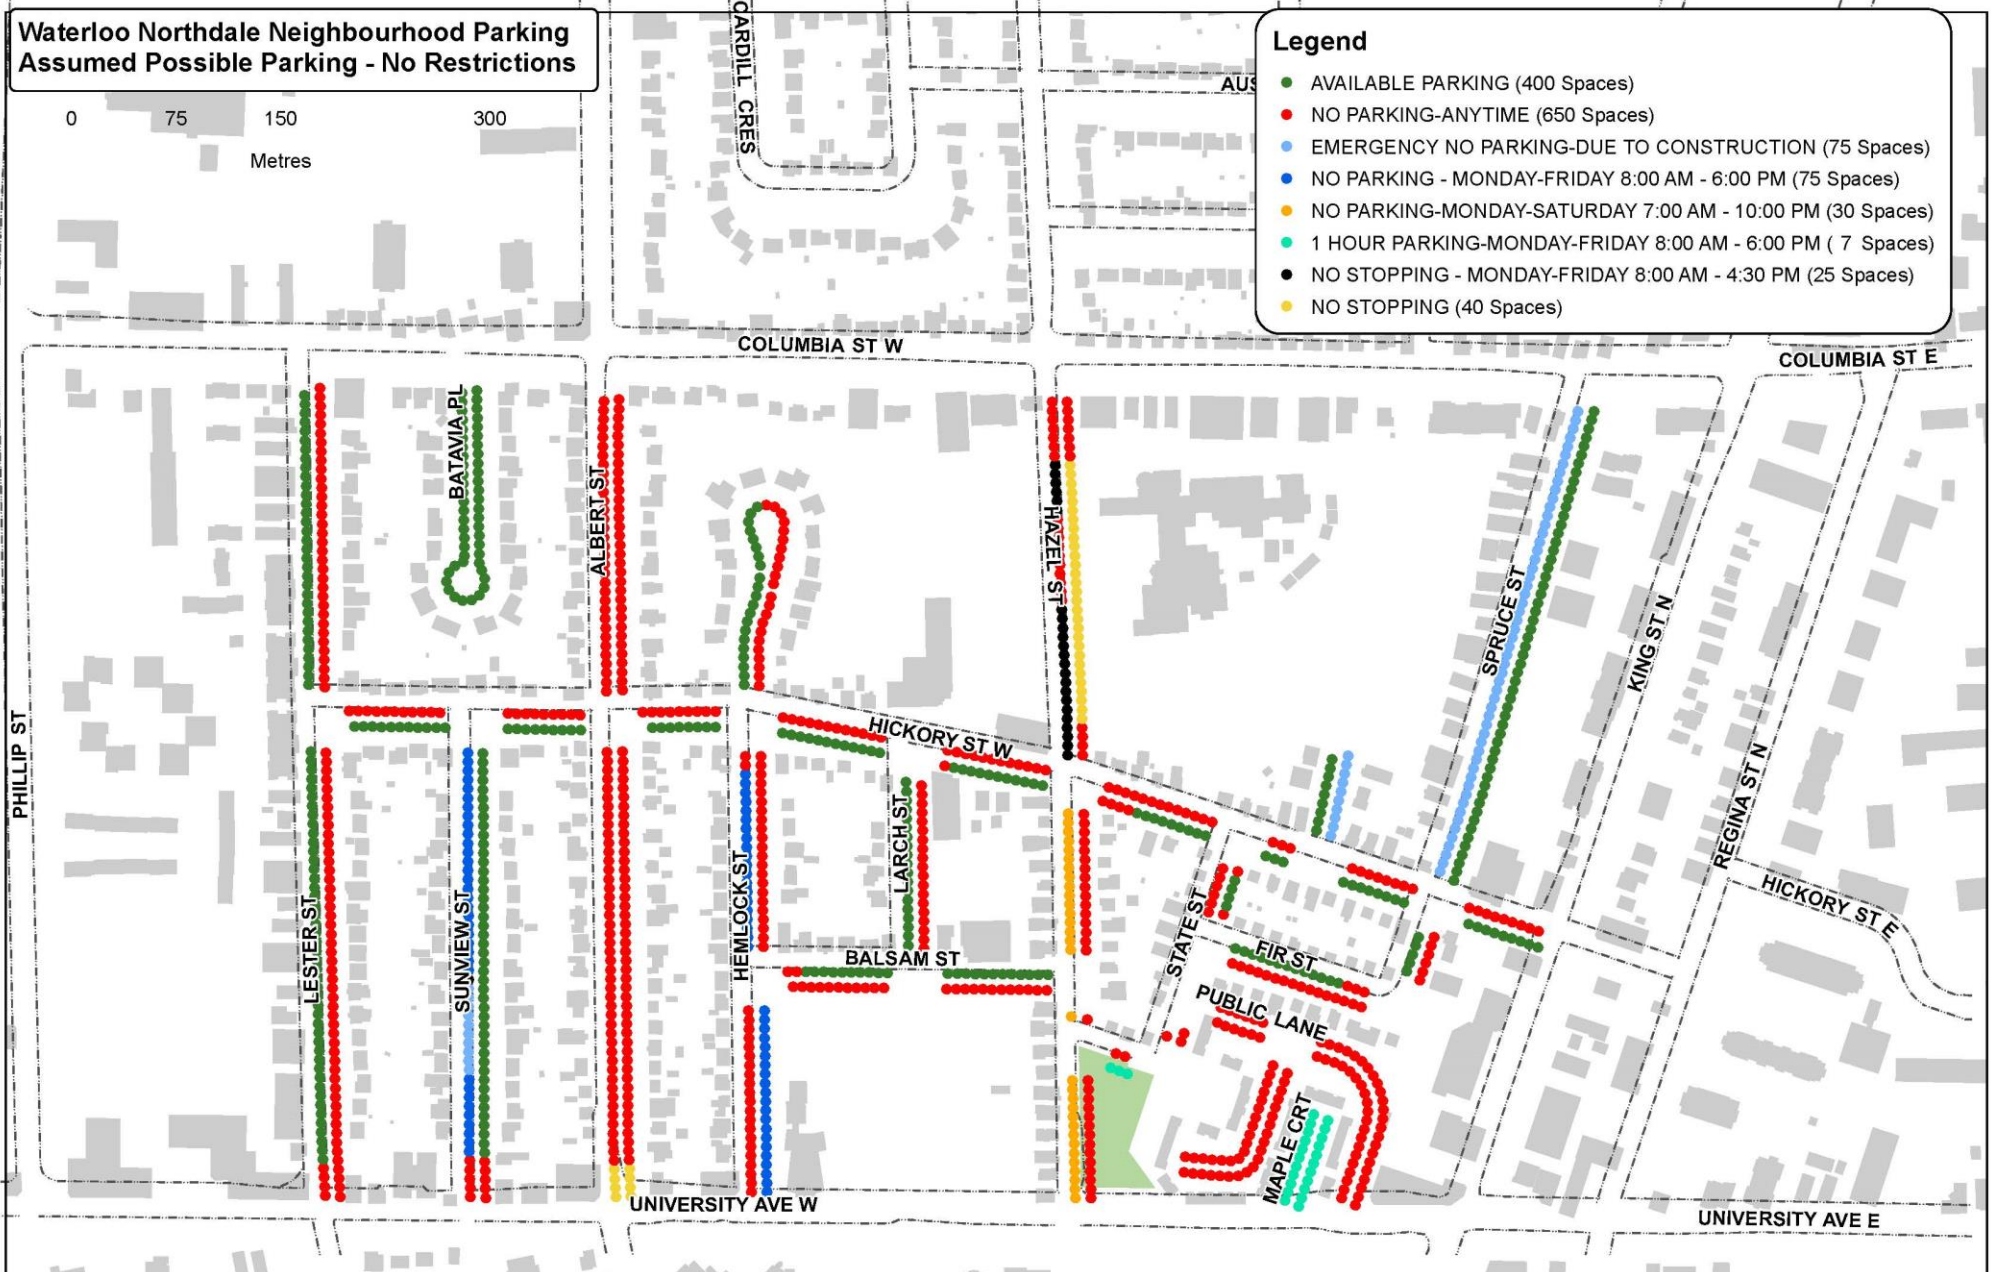 Waterloo Northdale Neighbourhood Parking
Assumed Possible Parking - No Restrictions
0 75 150 300
Metres
Legend
AVAILABLE PARKING (400 Spaces)
NO PARKING-ANYTIME (650 Spaces)
EMERGENCY NO PARKING-DUE TO CONSTRUCTION (75 Spaces)
NO PARKING - MONDAY-FRIDAY 8:00 AM - 6:00 PM (75 Spaces)
NO PARKING-MONDAY-SATURDAY 7:00 AM - 10:00 PM (30 Spaces)
1 HOUR PARKING-MONDAY-FRIDAY 8:00 AM - 6:00 PM ( 7 Spaces)
NO STOPPING - MONDAY-FRIDAY 8:00 AM - 4:30 PM (25 Spaces)
NO STOPPING (40 Spaces)
CARDILL CRES
AUS
COLUMBIA ST W
COLUMBIA ST E
BATAVIA PL
ALBERT ST
HAZEL ST
SPRUCE ST
KING ST N
PHILLIP ST
HICKORY ST W
REGINA ST N
LARCH ST
HICKORY ST E
LESTER ST
SUNVIEW ST
HEMLOCK ST
BALSAM ST
STATE ST
FIR ST
PUBLIC LANE
MAPLE CRT
UNIVERSITY AVE W
UNIVERSITY AVE E